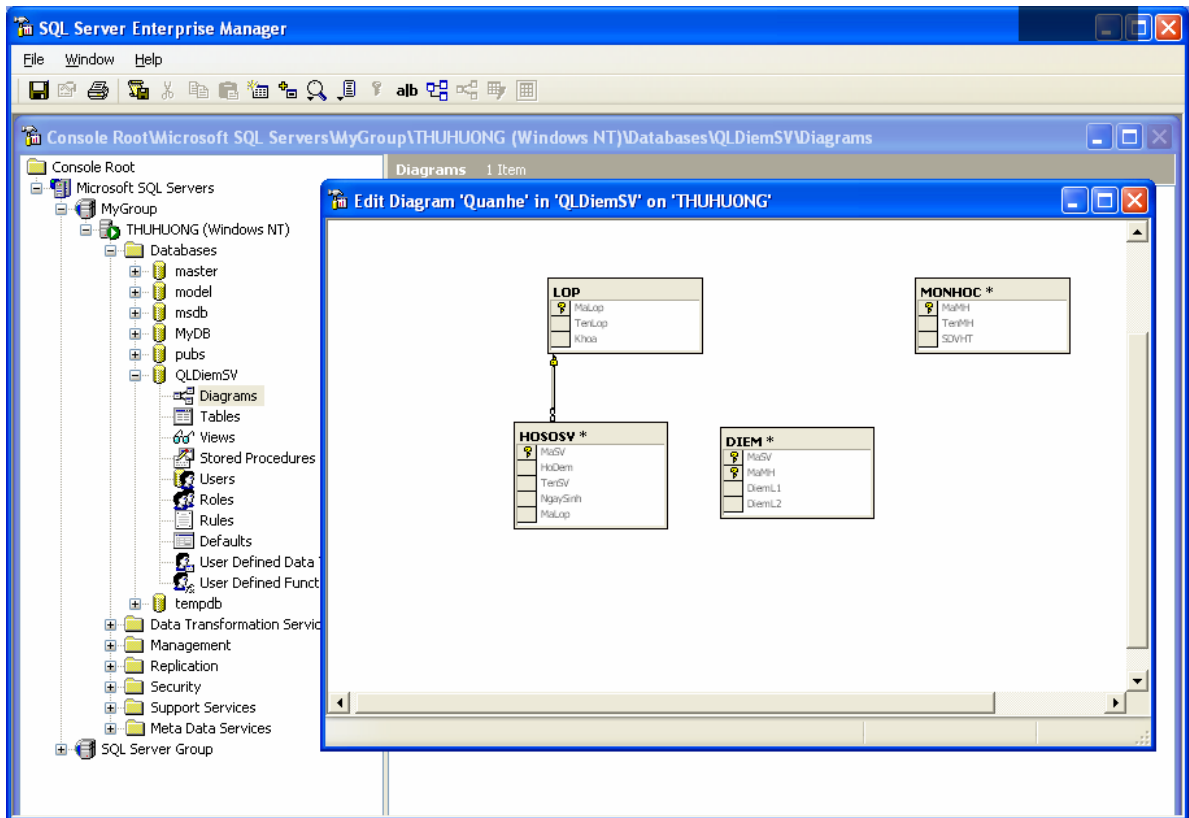 SQL Server Enterprise Manager
File Window Help
a|b
Console Root\Microsoft SQL Servers\MyGroup\THUHUONG (Windows NT)\Databases\QLDiemSV\Diagrams
Console Root
Microsoft SQL Servers
MyGroup
THUHUONG (Windows NT)
Databases
master
model
msdb
MyDB
pubs
QLDiemSV
Diagrams
Tables
Views
Stored Procedures
Users
Roles
Rules
Defaults
User Defined Data
User Defined Funct
tempdb
Data Transformation Servic
Management
Replication
Security
Support Services
Meta Data Services
SQL Server Group
Diagrams 1 Item
Edit Diagram 'Quanhe' in 'QLDiemSV' on 'THUHUONG'
LOP
MaLop
TenLop
Khoa
MONHOC *
MaMH
TenMH
SDVHT
HOSOSV *
MaSV
HoDem
TenSV
NgaySinh
MaLop
DIEM *
MaSV
MaMH
DiemL1
DiemL2